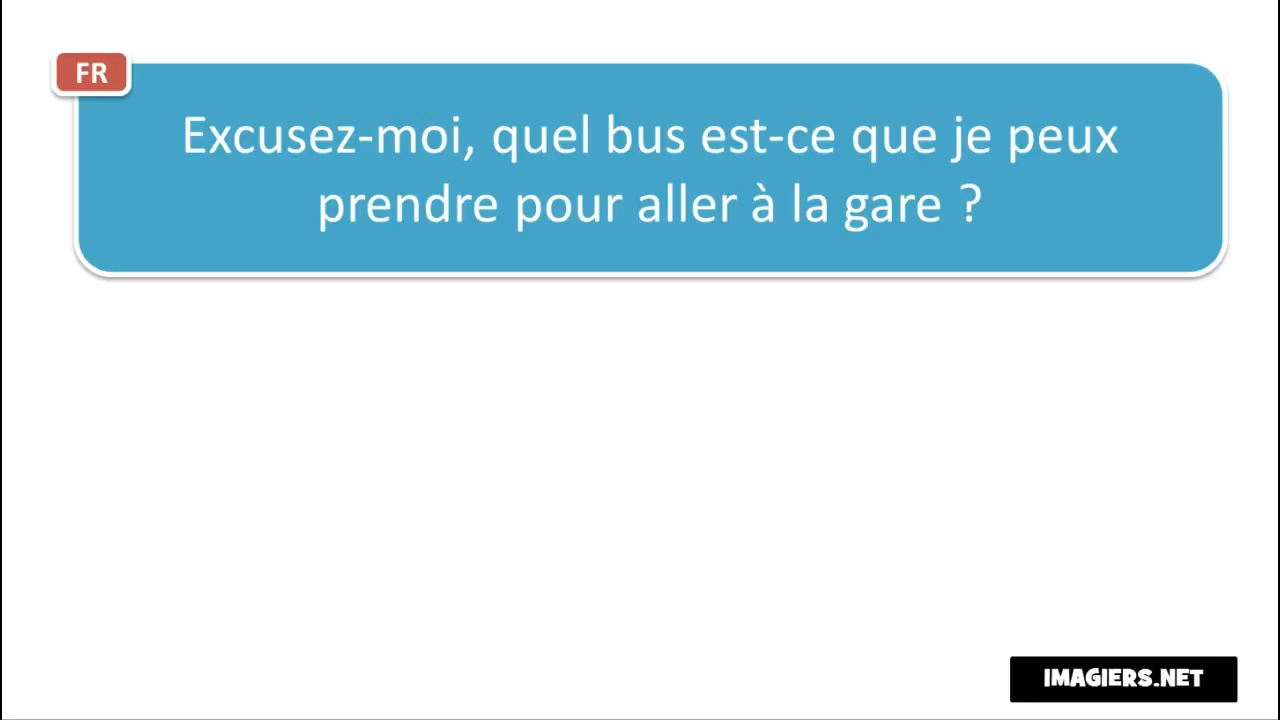 FR
Excusez-moi, quel bus est-ce que je peux
prendre pour aller à la gare ?
IMAGIERS.NET